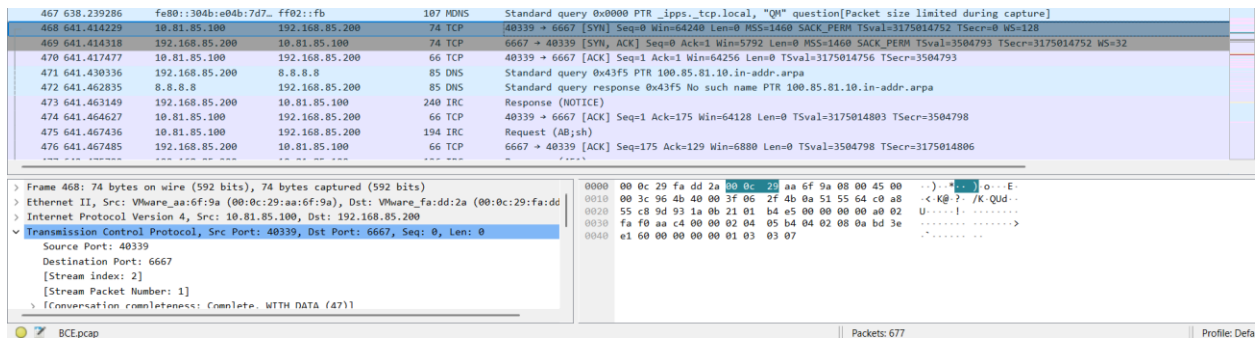 467 638.239286 fe80::304b:e04b:7d7… ff02::fb 107 MDNS Standard query 0x0000 PTR _ipps._tcp.local, "QM" question[Packet size limited during capture]
468 641.414229 10.81.85.100 192.168.85.200 74 TCP 40339 → 6667 [SYN] Seq=0 Win=64240 Len=0 MSS=1460 SACK_PERM TSval=3175014752 TSecr=0 WS=128
469 641.414318 192.168.85.200 10.81.85.100 74 TCP 6667 → 40339 [SYN, ACK] Seq=0 Ack=1 Win=5792 Len=0 MSS=1460 SACK_PERM TSval=3504793 TSecr=3175014752 WS=32
470 641.417477 10.81.85.100 192.168.85.200 66 TCP 40339 → 6667 [ACK] Seq=1 Ack=1 Win=64256 Len=0 TSval=3175014756 TSecr=3504793
471 641.430336 192.168.85.200 8.8.8.8 85 DNS Standard query 0x43f5 PTR 100.85.81.10.in-addr.arpa
472 641.462835 8.8.8.8 192.168.85.200 85 DNS Standard query response 0x43f5 No such name PTR 100.85.81.10.in-addr.arpa
473 641.463149 192.168.85.200 10.81.85.100 240 IRC Response (NOTICE)
474 641.464627 10.81.85.100 192.168.85.200 66 TCP 40339 → 6667 [ACK] Seq=1 Ack=175 Win=64128 Len=0 TSval=3175014803 TSecr=3504798
475 641.467436 10.81.85.100 192.168.85.200 194 IRC Request (AB;sh)
476 641.467485 192.168.85.200 10.81.85.100 66 TCP 6667 → 40339 [ACK] Seq=175 Ack=129 Win=6880 Len=0 TSval=3504798 TSecr=3175014806
> Frame 468: 74 bytes on wire (592 bits), 74 bytes captured (592 bits)
> Ethernet II, Src: VMware_aa:6f:9a (00:0c:29:aa:6f:9a), Dst: VMware_fa:dd:2a (00:0c:29:fa:dd
> Internet Protocol Version 4, Src: 10.81.85.100, Dst: 192.168.85.200
Transmission Control Protocol, Src Port: 40339, Dst Port: 6667, Seq: 0, Len: 0
Source Port: 40339
Destination Port: 6667
[Stream index: 2]
[Stream Packet Number: 1]
> [Conversation completeness: Complete, WITH_DATA (47)]
0000 00 0c 29 fa dd 2a 00 0c 29 aa 6f 9a 08 00 45 00 ··)··*·· )·o···E·
0010 00 3c 96 4b 40 00 3f 06 2f 4b 0a 51 55 64 c0 a8 ·<·K@·?· /K·QUd··
0020 55 c8 9d 93 1a 0b 21 01 b4 e5 00 00 00 00 a0 02 U·····!· ········
0030 fa f0 aa c4 00 00 02 04 05 b4 04 02 08 0a bd 3e ········ ·······>
0040 e1 60 00 00 00 00 01 03 03 07 ·`······ ··
BCE.pcap
Packets: 677
Profile: Defa